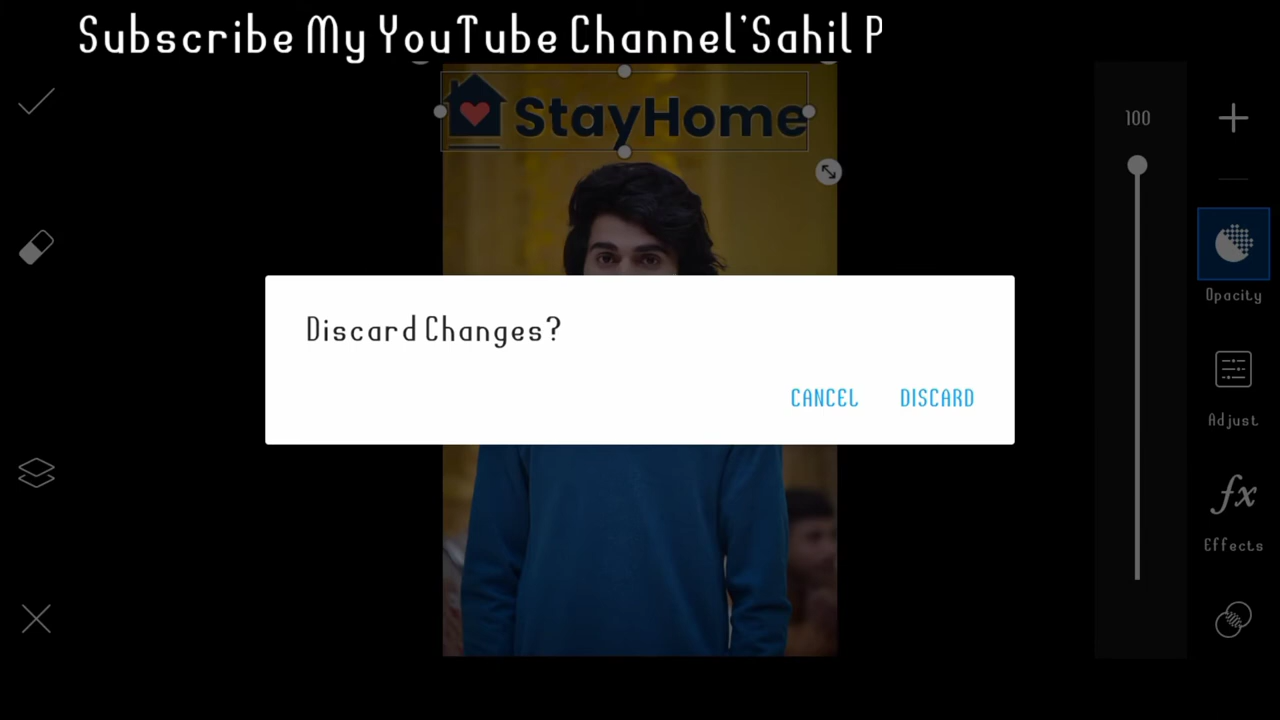 Subscribe My YouTube Channel'Sahil P
StayHome
100
Opacity
Discard Changes?
CANCEL DISCARD
Adjust
fx
Effects